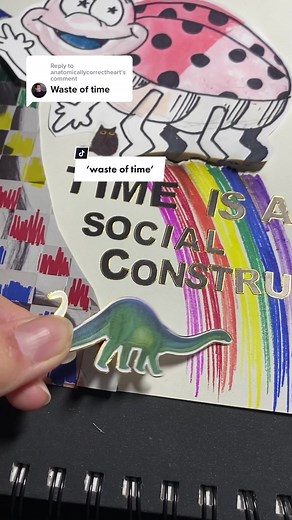 Reply to
anatomicallycorrectheart's
comment
Waste of time
'waste of time'
TIME IS A
SOCIAL
CONSTRU